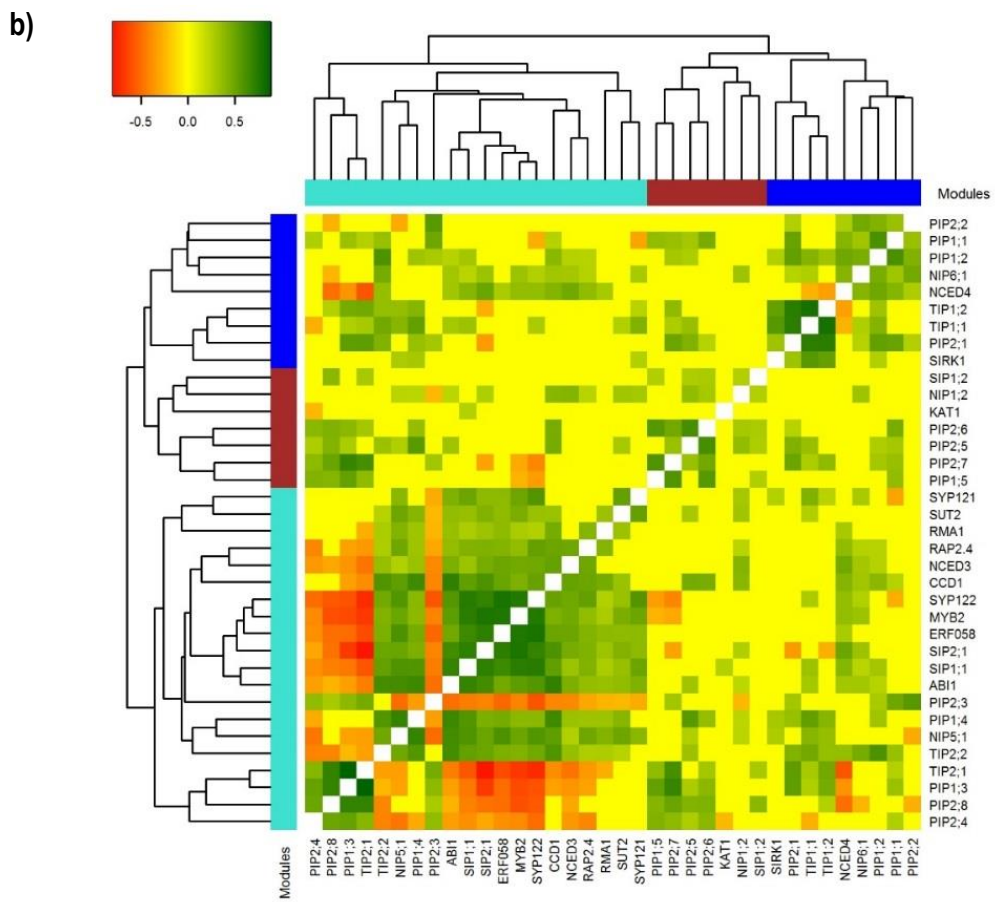 b)
-0.5 0.0 0.5
Modules
PIP2;2
PIP1;1
PIP1;2
NIP6;1
NCED4
TIP1;2
TIP1;1
PIP2;1
SIRK1
SIP1;2
NIP1;2
KAT1
PIP2;6
PIP2;5
PIP2;7
PIP1;5
SYP121
SUT2
RMA1
RAP2.4
NCED3
CCD1
SYP122
MYB2
ERF058
SIP2;1
SIP1;1
ABI1
PIP2;3
PIP1;4
NIP5;1
TIP2;2
TIP2;1
PIP1;3
PIP2;8
PIP2;4
Modules
PIP2;4
PIP2;8
PIP1;3
TIP2;1
TIP2;2
NIP5;1
PIP1;4
PIP2;3
ABI1
SIP1;1
SIP2;1
ERF058
MYB2
SYP122
CCD1
NCED3
RAP2.4
RMA1
SUT2
SYP121
PIP1;5
PIP2;7
PIP2;5
PIP2;6
KAT1
NIP1;2
SIP1;2
SIRK1
PIP2;1
TIP1;1
TIP1;2
NCED4
NIP6;1
PIP1;2
PIP1;1
PIP2;2